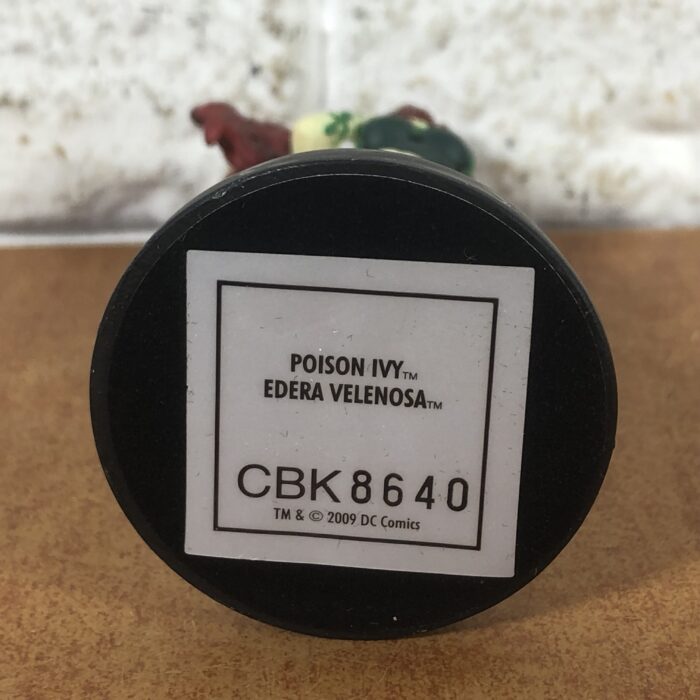 POISON IVY™
EDERA VELENOSA™
CBK8640
TM & © 2009 DC Comics